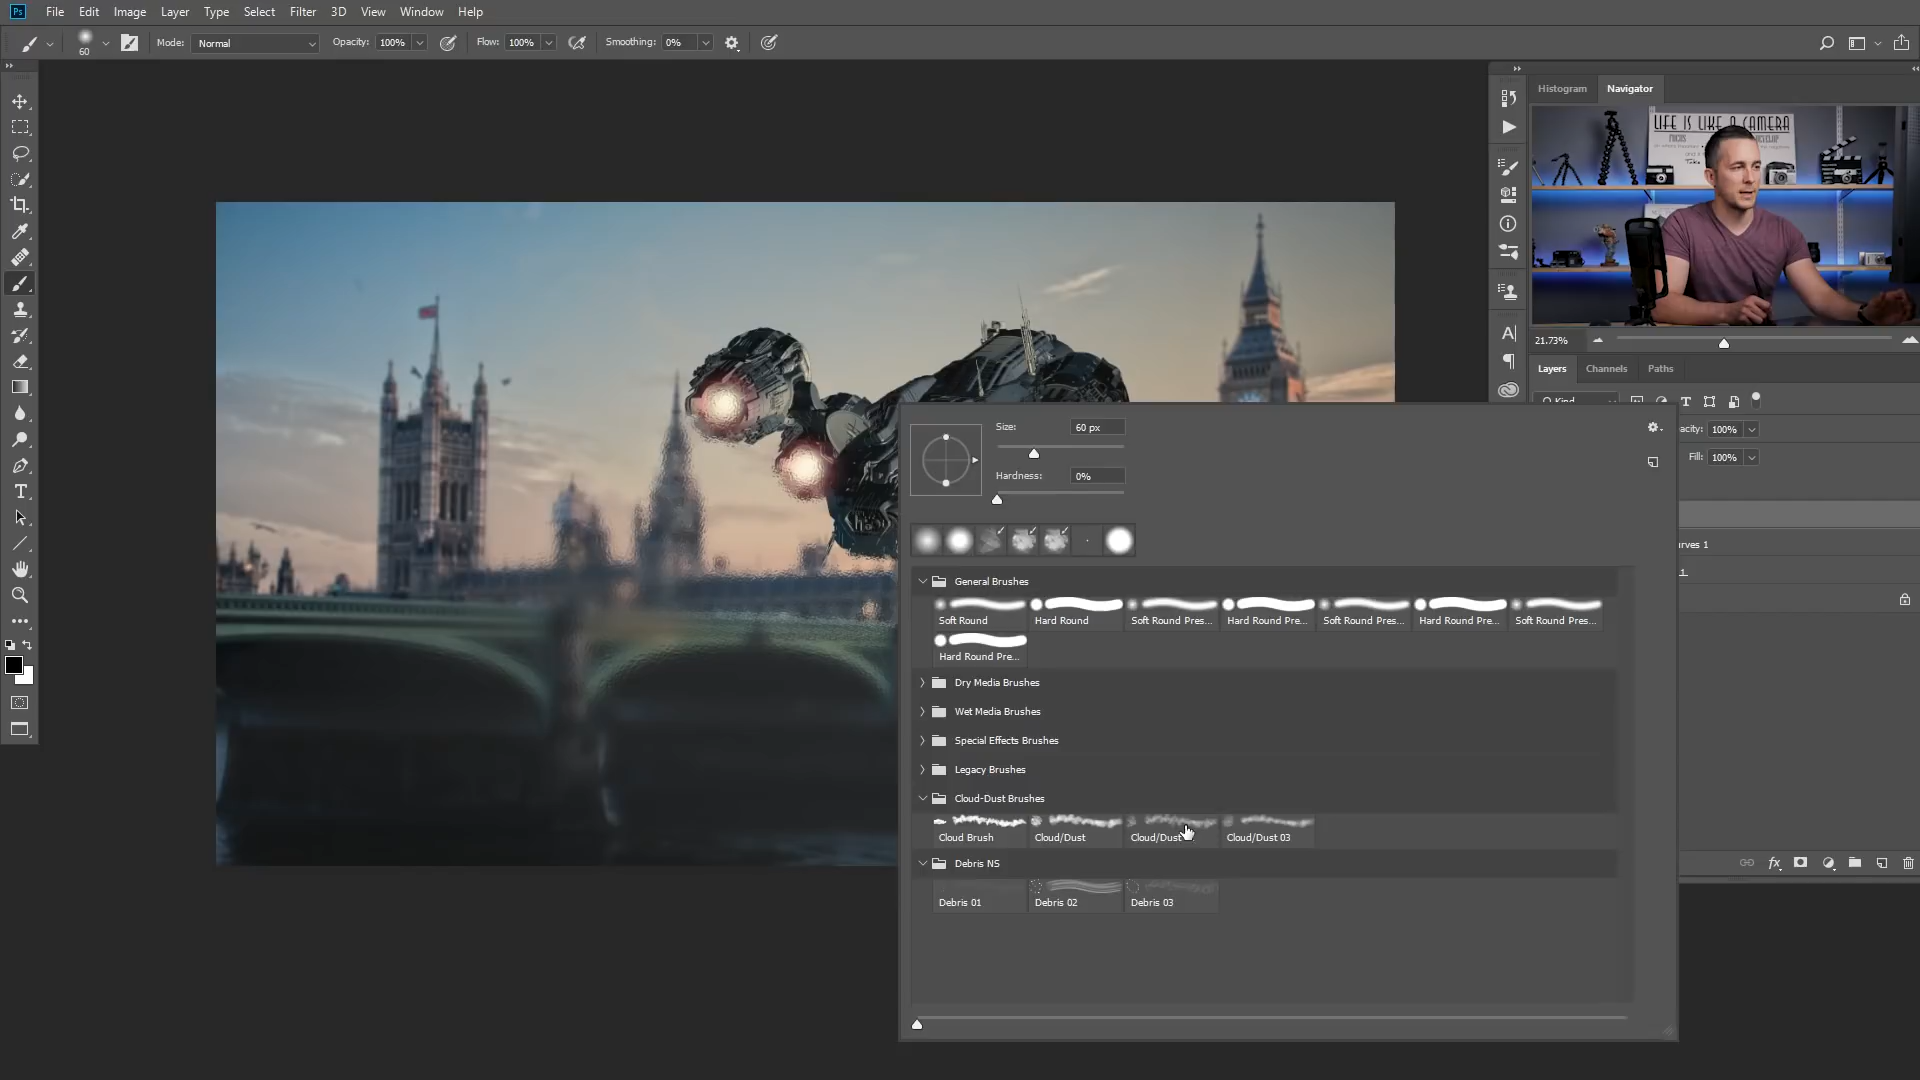 Ps File Edit Image Layer Type Select Filter 3D View Window Help
60 Mode: Normal Opacity: 100% Flow: 100% Smoothing: 0%
Histogram Navigator
LIFE IS LIKE A CAMERA
FOCUS
21.73%
Layers Channels Paths
Kind
acity: 100%
Fill: 100%
urves 1
1
Size: 60 px
Hardness: 0%
General Brushes
Soft Round Hard Round Soft Round Pres... Hard Round Pre... Soft Round Pres... Hard Round Pre... Soft Round Pres...
Hard Round Pre...
Dry Media Brushes
Wet Media Brushes
Special Effects Brushes
Legacy Brushes
Cloud-Dust Brushes
Cloud Brush Cloud/Dust Cloud/Dust Cloud/Dust 03
Debris NS
Debris 01 Debris 02 Debris 03